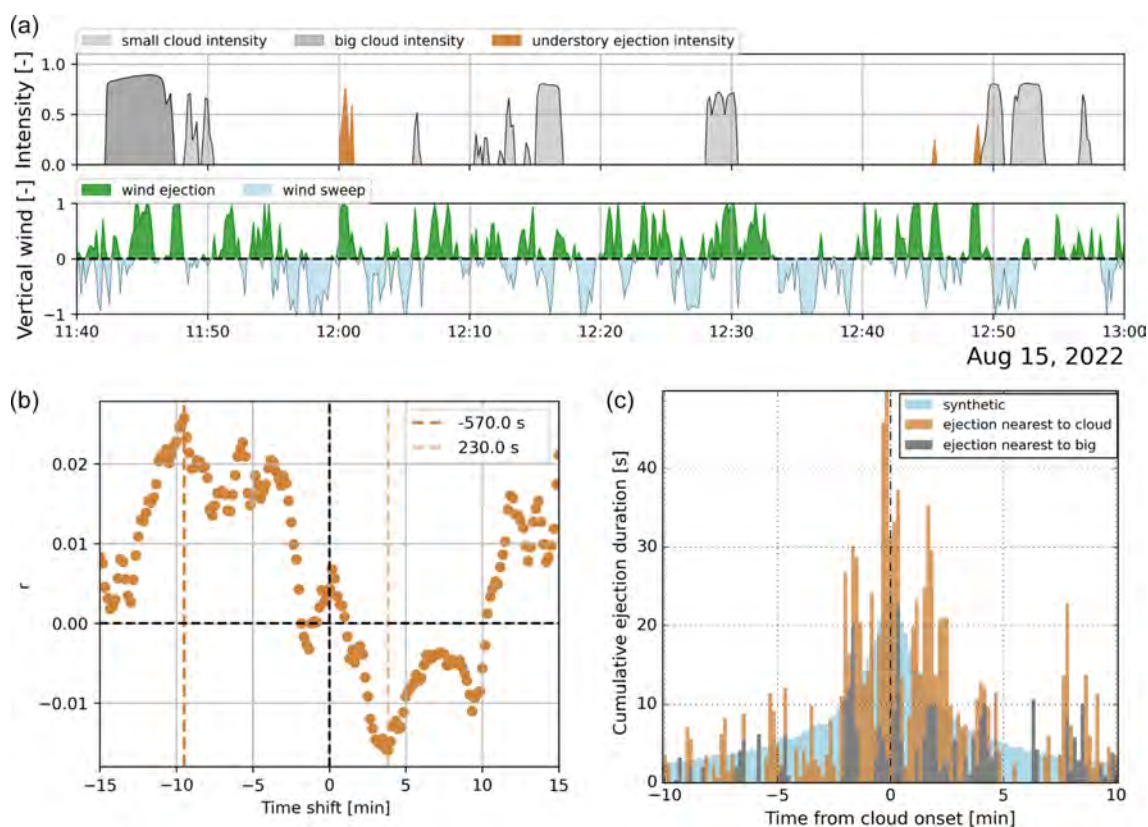 (a)
small cloud intensity big cloud intensity understory ejection intensity
Intensity [-]
1.0
0.5
0.0
wind ejection wind sweep
Vertical wind [-]
1
0
−1
11:40 11:50 12:00 12:10 12:20 12:30 12:40 12:50 13:00
Aug 15, 2022
(b)
-570.0 s
230.0 s
r
0.02
0.01
0.00
−0.01
−15 −10 −5 0 5 10 15
Time shift [min]
(c)
synthetic
ejection nearest to cloud
ejection nearest to big
Cumulative ejection duration [s]
40
30
20
10
0
−10 −5 0 5 10
Time from cloud onset [min]